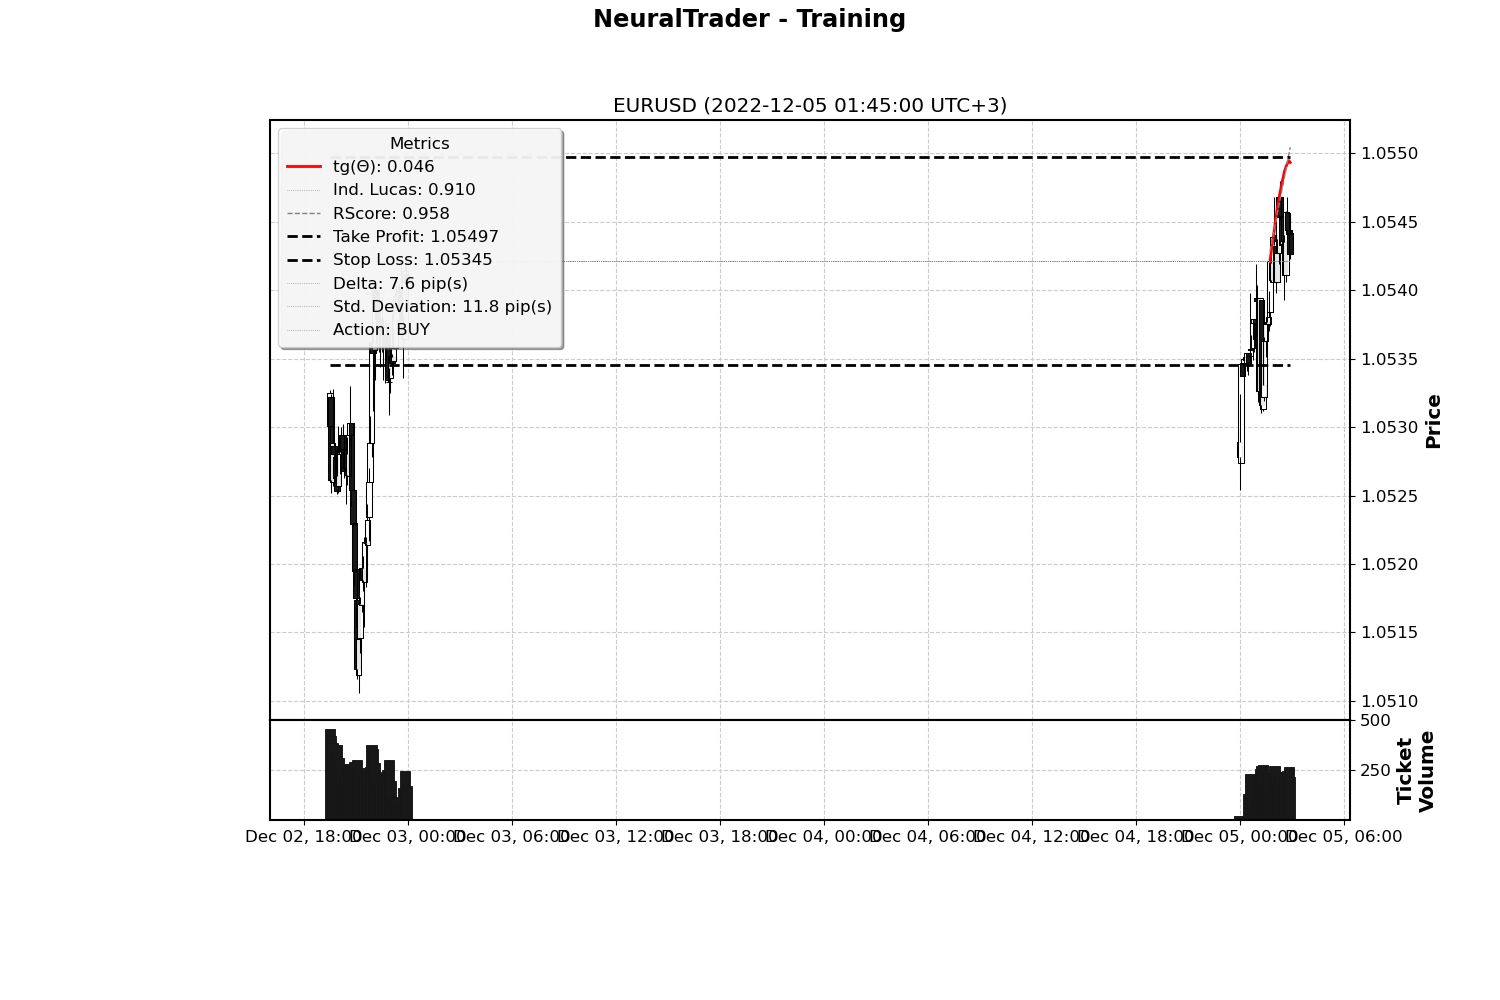 NeuralTrader - Training
EURUSD (2022-12-05 01:45:00 UTC+3)
Metrics
tg(Θ): 0.046
Ind. Lucas: 0.910
RScore: 0.958
Take Profit: 1.05497
Stop Loss: 1.05345
Delta: 7.6 pip(s)
Std. Deviation: 11.8 pip(s)
Action: BUY
1.0550
1.0545
1.0540
1.0535
1.0530
1.0525
1.0520
1.0515
1.0510
Price
500
250
Ticket
Volume
Dec 02, 18:00
Dec 03, 00:00
Dec 03, 06:00
Dec 03, 12:00
Dec 03, 18:00
Dec 04, 00:00
Dec 04, 06:00
Dec 04, 12:00
Dec 04, 18:00
Dec 05, 00:00
Dec 05, 06:00